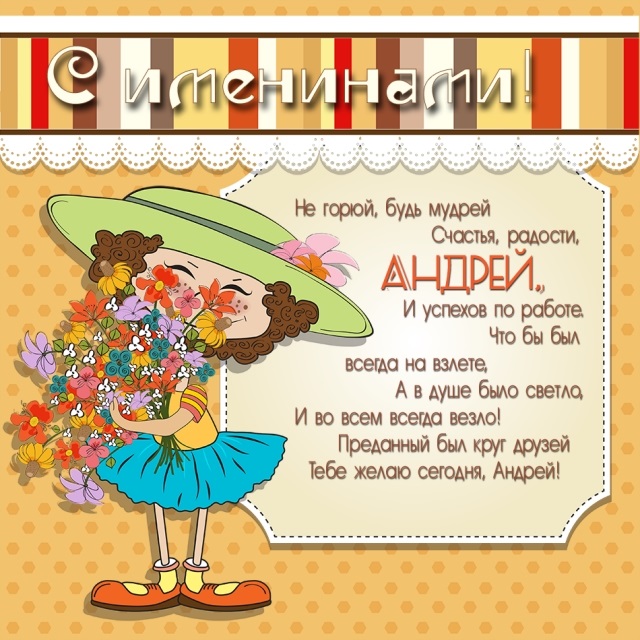 С именинами!
Не горюй, будь мудрей
Счастья, радости,
АНДРЕЙ,,
И успехов по работе.
Что бы был
всегда на взлете,
А в душе было светло,
И во всем всегда везло!
Преданный был круг друзей
Тебе желаю сегодня, Андрей!